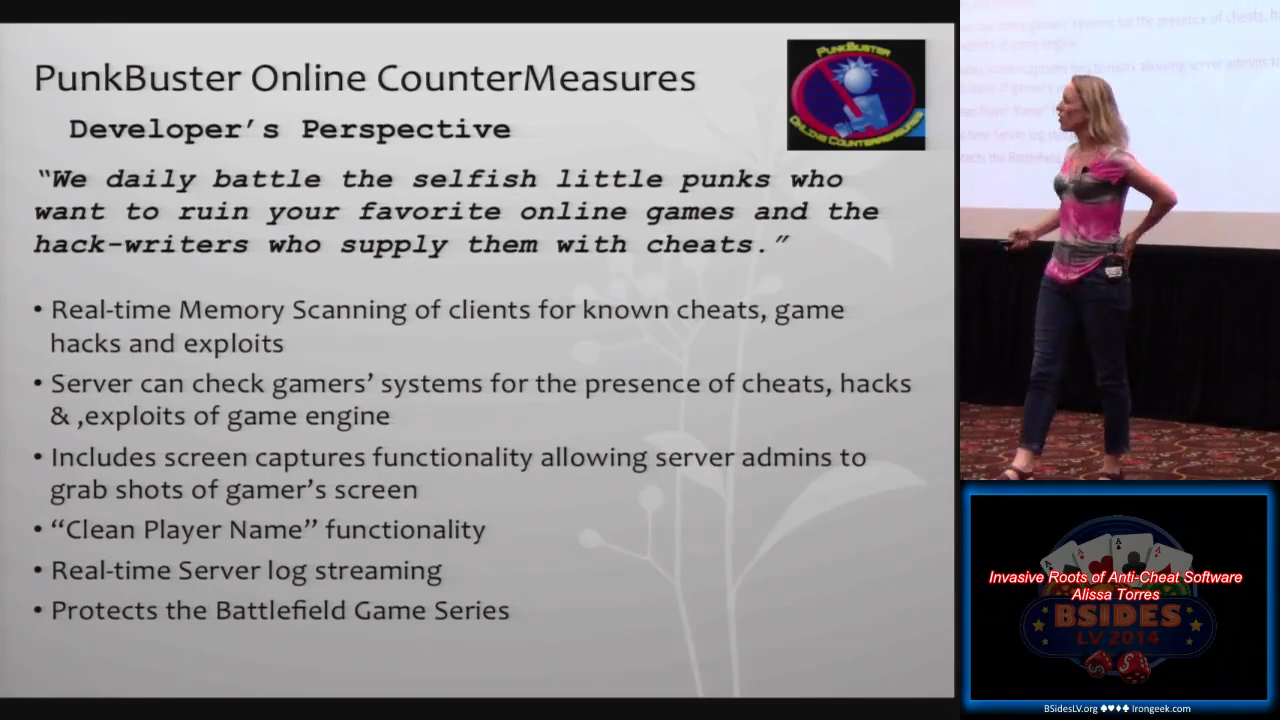 PunkBuster Online CounterMeasures
PUNKBUSTER
ONLINE COUNTERMEASURES
Developer's Perspective
“We daily battle the selfish little punks who
want to ruin your favorite online games and the
hack-writers who supply them with cheats.”
• Real-time Memory Scanning of clients for known cheats, game
hacks and exploits
• Server can check gamers’ systems for the presence of cheats, hacks
& ,exploits of game engine
• Includes screen captures functionality allowing server admins to
grab shots of gamer’s screen
• “Clean Player Name” functionality
• Real-time Server log streaming
• Protects the Battlefield Game Series
Invasive Roots of Anti-Cheat Software
Alissa Torres
BSIDES
LV 2014
BSidesLV.org ♠♥♦♣ Irongeek.com